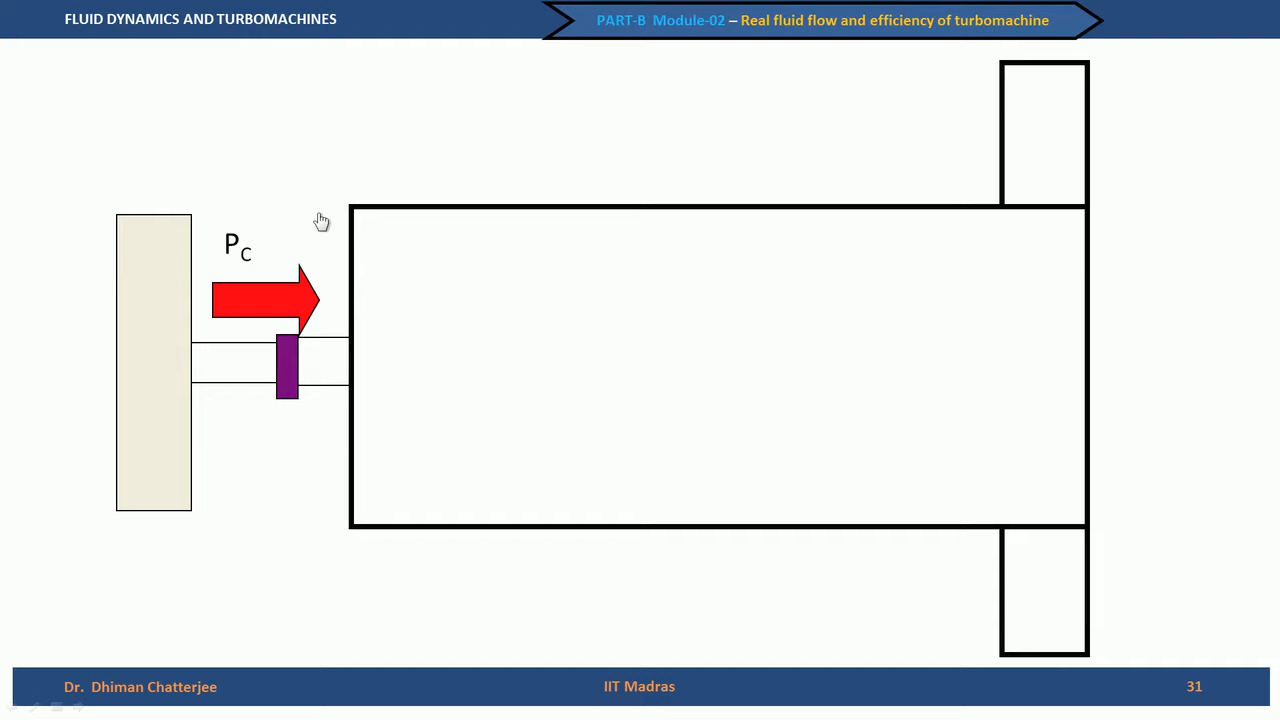 FLUID DYNAMICS AND TURBOMACHINES
PART-B Module-02 – Real fluid flow and efficiency of turbomachine
PC
Dr. Dhiman Chatterjee
IIT Madras
31